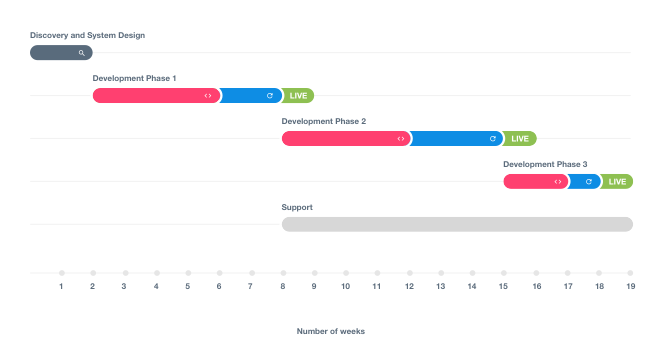 Discovery and System Design
Development Phase 1
LIVE
Development Phase 2
LIVE
Development Phase 3
LIVE
Support
1 2 3 4 5 6 7 8 9 10 11 12 13 14 15 16 17 18 19
Number of weeks